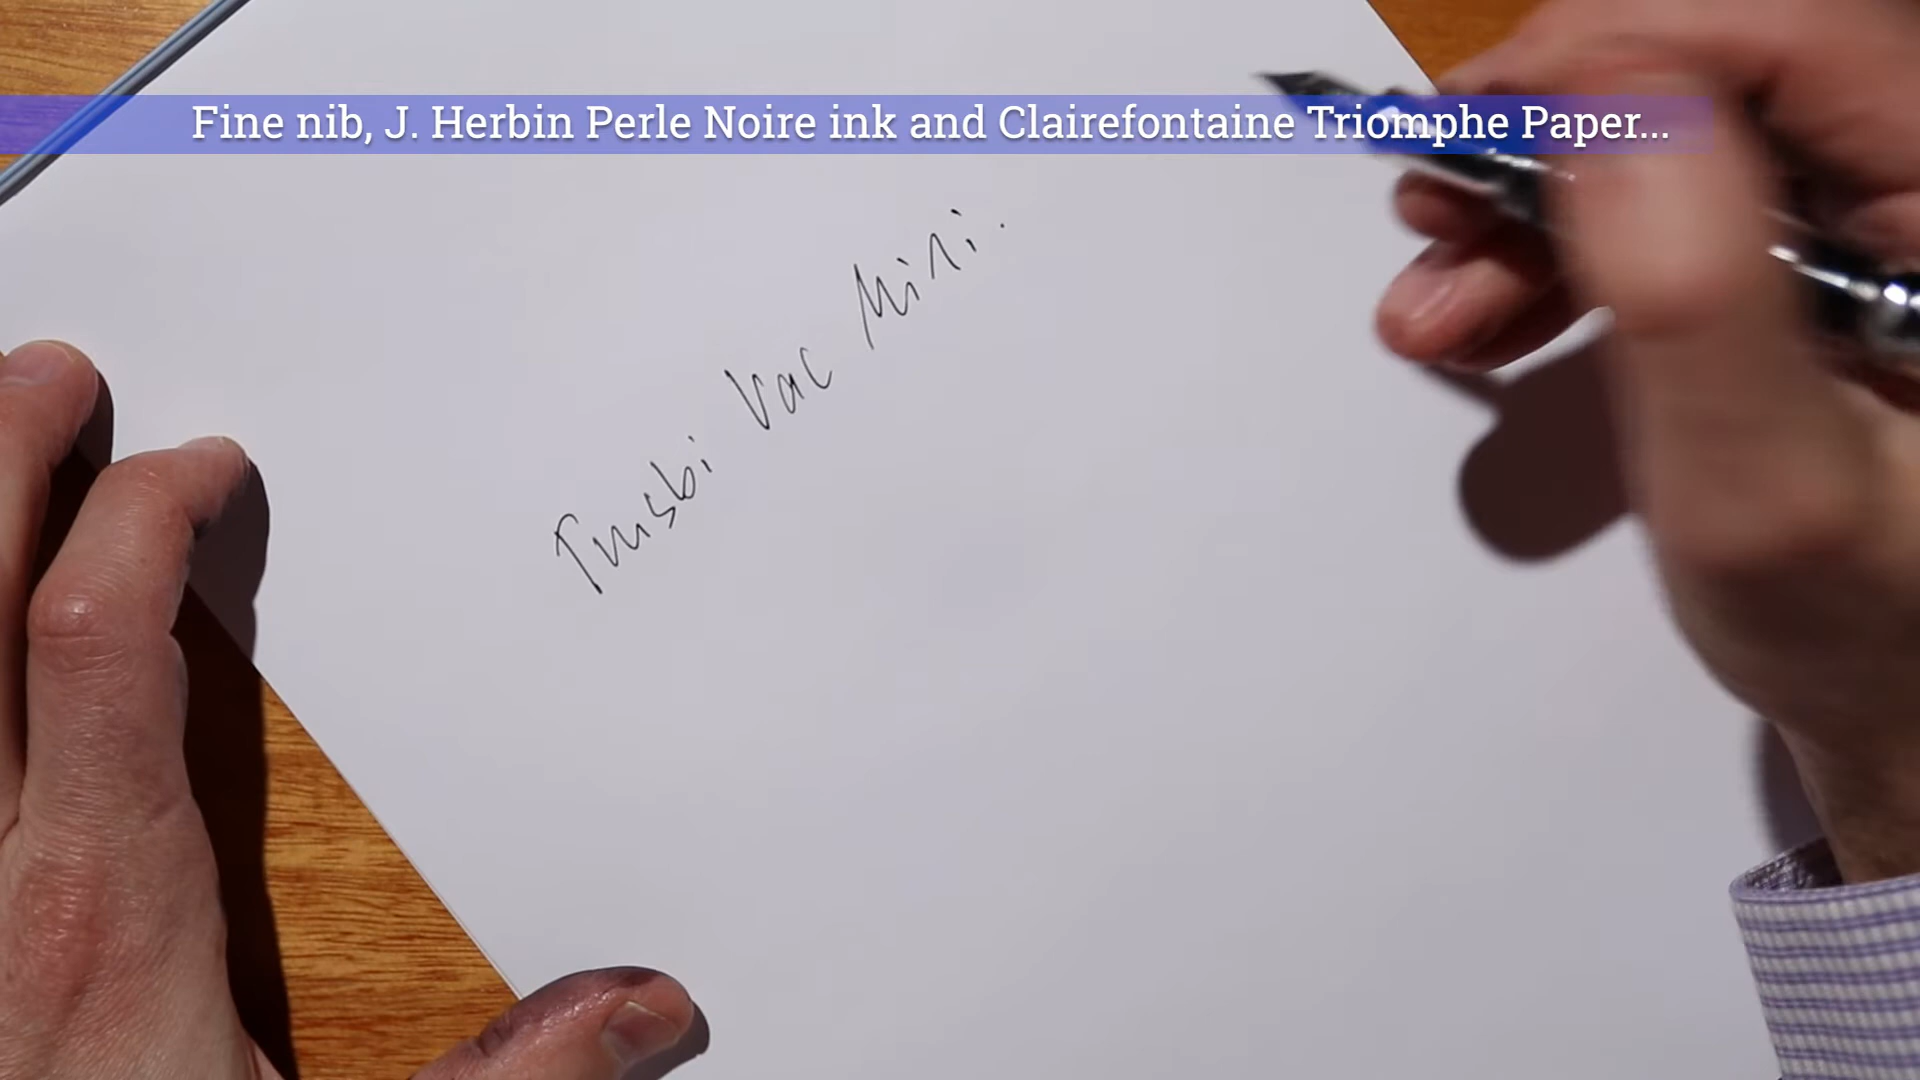 Fine nib, J. Herbin Perle Noire ink and Clairefontaine Triomphe Paper...
Twsbi Vac Mini.